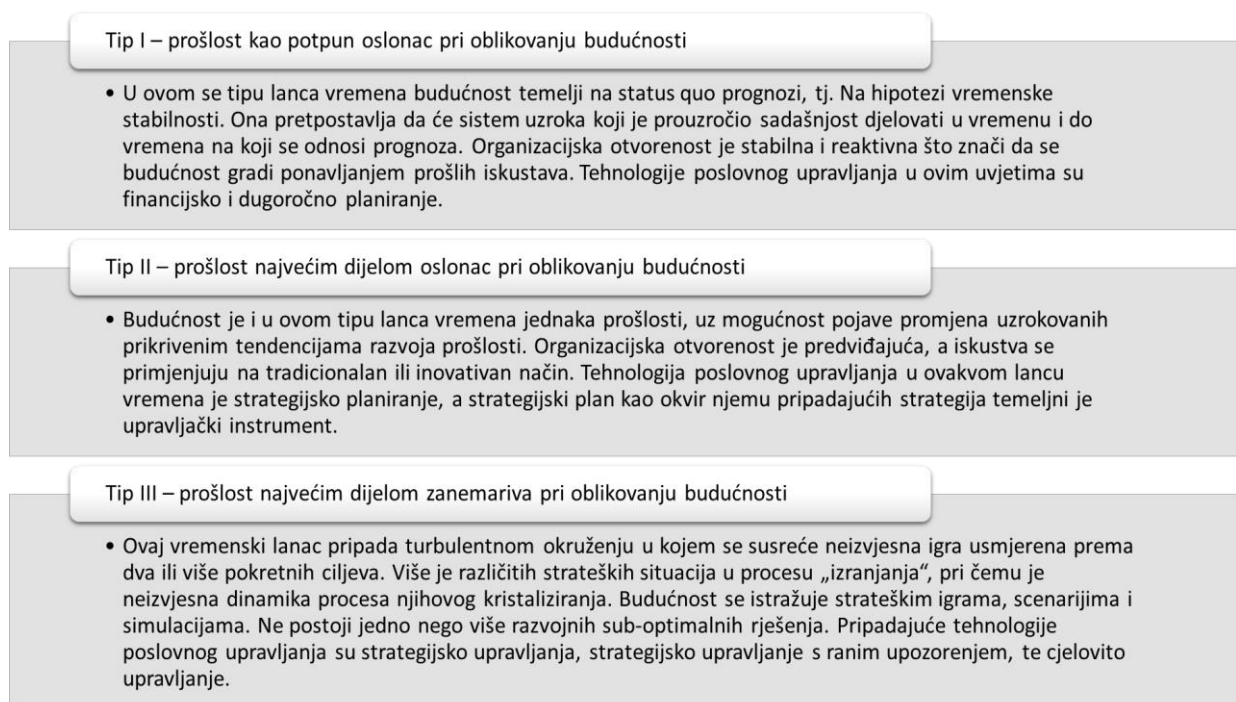 Tip I – prošlost kao potpun oslonac pri oblikovanju budućnosti
• U ovom se tipu lanca vremena budućnost temelji na status quo prognozi, tj. Na hipotezi vremenske
stabilnosti. Ona pretpostavlja da će sistem uzroka koji je prouzročio sadašnjost djelovati u vremenu i do
vremena na koji se odnosi prognoza. Organizacijska otvorenost je stabilna i reaktivna što znači da se
budućnost gradi ponavljanjem prošlih iskustava. Tehnologije poslovnog upravljanja u ovim uvjetima su
financijsko i dugoročno planiranje.
Tip II – prošlost najvećim dijelom oslonac pri oblikovanju budućnosti
• Budućnost je i u ovom tipu lanca vremena jednaka prošlosti, uz mogućnost pojave promjena uzrokovanih
prikrivenim tendencijama razvoja prošlosti. Organizacijska otvorenost je predviđajuća, a iskustva se
primjenjuju na tradicionalan ili inovativan način. Tehnologija poslovnog upravljanja u ovakvom lancu
vremena je strategijsko planiranje, a strategijski plan kao okvir njemu pripadajućih strategija temeljni je
upravljački instrument.
Tip III – prošlost najvećim dijelom zanemariva pri oblikovanju budućnosti
• Ovaj vremenski lanac pripada turbulentnom okruženju u kojem se susreće neizvjesna igra usmjerena prema
dva ili više pokretnih ciljeva. Više je različitih strateških situacija u procesu „izranjanja“, pri čemu je
neizvjesna dinamika procesa njihovog kristaliziranja. Budućnost se istražuje strateškim igrama, scenarijima i
simulacijama. Ne postoji jedno nego više razvojnih sub-optimalnih rješenja. Pripadajuće tehnologije
poslovnog upravljanja su strategijsko upravljanja, strategijsko upravljanje s ranim upozorenjem, te cjelovito
upravljanje.